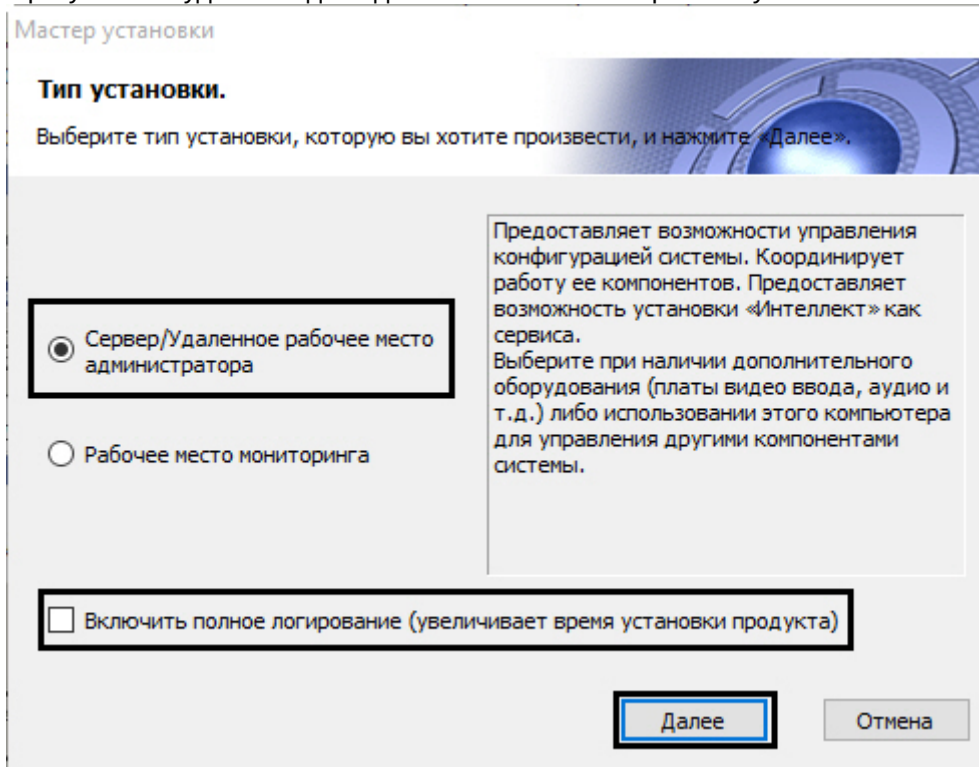 Мастер установки
Тип установки.
Выберите тип установки, которую вы хотите произвести, и нажмите «Далее».
Сервер/Удаленное рабочее место
администратора
Рабочее место мониторинга
Предоставляет возможности управления
конфигурацией системы. Координирует
работу ее компонентов. Предоставляет
возможность установки «Интеллект» как
сервиса.
Выберите при наличии дополнительного
оборудования (платы видео ввода, аудио и
т.д.) либо использовании этого компьютера
для управления другими компонентами
системы.
Включить полное логирование (увеличивает время установки продукта)
Далее
Отмена